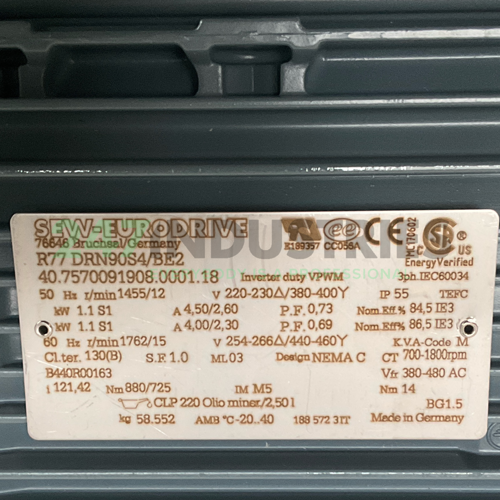 SEW-EURODRIVE
76646 Bruchsal/Germany
E189357 CC056A
R77 DRN90S4/BE2
40.7570091908.0001.18 Inverter duty VPWM 3ph.IEC60034
EnergyVerified
US
50 Hz r/min 1455/12 V 220-230Δ/380-400Y IP 55 TEFC
kW 1.1 S1 A 4,50/2,60 P.F. 0,73 Nom.Eff% 84,5 IE3
kW 1.1 S1 A 4,00/2,30 P.F. 0,69 Nom.Eff% 86,5 IE3
60 Hz r/min 1762/15 V 254-266Δ/440-460Y K.V.A-Code M
Cl.ter. 130(B) S.F. 1.0 ML 03 Design NEMA C CT 700-1800rpm
B440R00163 Vfr 380-480 AC
i 121,42 Nm 880/725 IM M5 Nm 14
CLP 220 Olio miner./2,50 l BG1.5
kg 58.552 AMB °C -20..40 188 572 3 IT Made in Germany